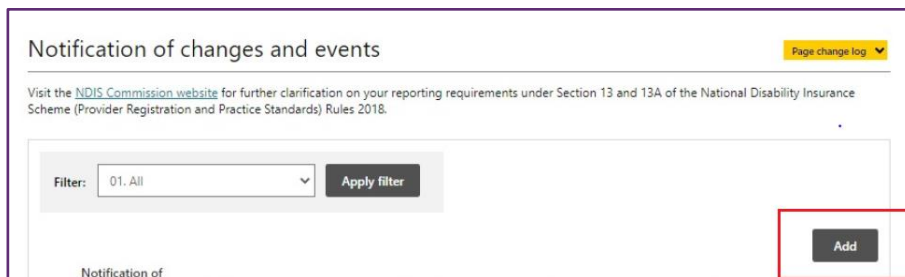 Notification of changes and events
Page change log
Visit the NDIS Commission website for further clarification on your reporting requirements under Section 13 and 13A of the National Disability Insurance
Scheme (Provider Registration and Practice Standards) Rules 2018.
Filter: 01. All Apply filter
Add
Notification of